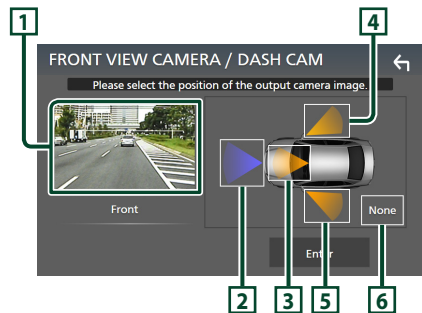 1
4
FRONT VIEW CAMERA / DASH CAM
Please select the position of the output camera image.
Front
None
Enter
2
3
5
6